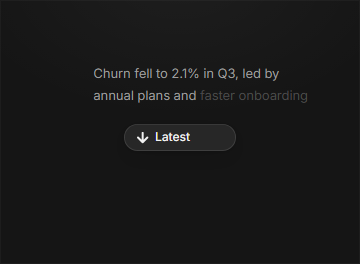 Churn fell to 2.1% in Q3, led by
annual plans and faster onboarding
Latest